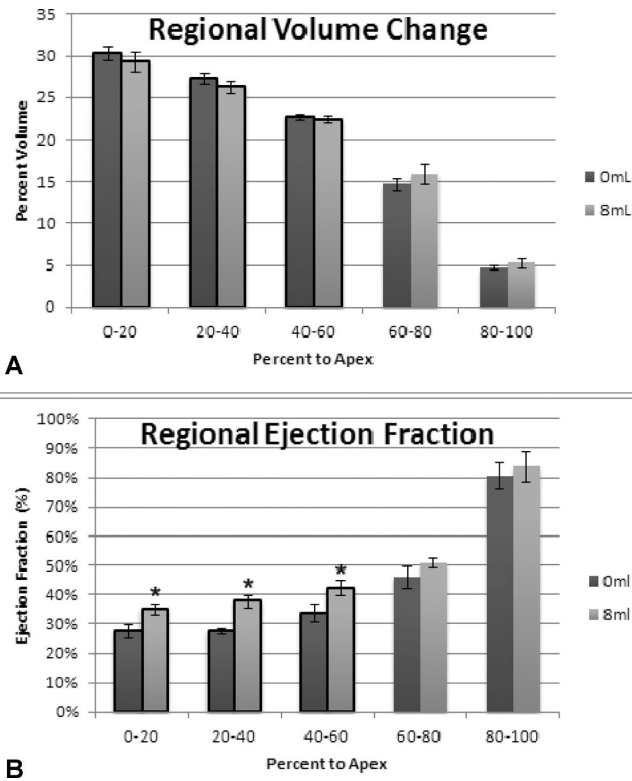 Regional Volume Change
Percent Volume
35
30
25
20
15
10
5
0
0-20
20-40
40-60
60-80
80-100
Percent to Apex
0mL
8mL
A
Regional Ejection Fraction
Ejection Fraction (%)
100%
90%
80%
70%
60%
50%
40%
30%
20%
10%
0%
*
*
*
0-20
20-40
40-60
60-80
80-100
Percent to Apex
0ml
8ml
B